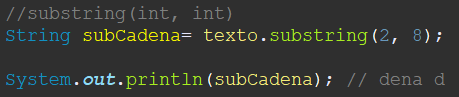 //substring(int, int)
String subCadena= texto.substring(2, 8);
System.out.println(subCadena); // dena d